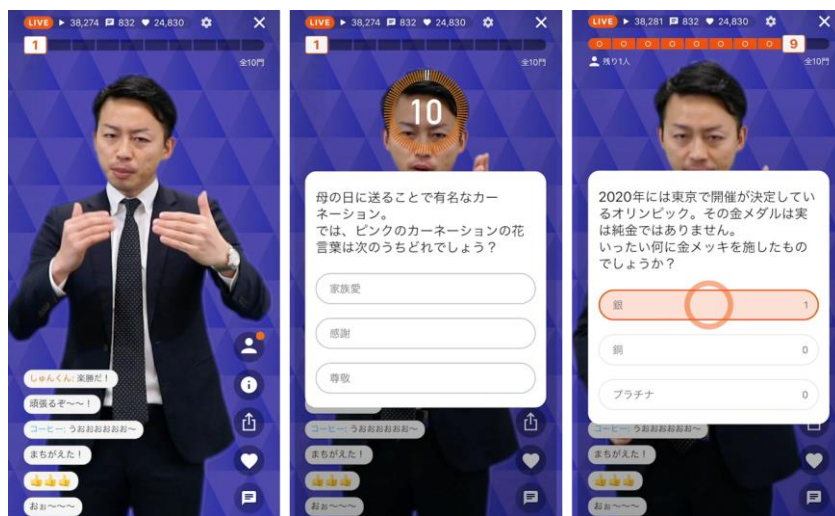 LIVE ▶ 38,274 832 ♥ 24,830
1
全10問
しゅんくん: 楽勝だ！
頑張るぞ〜〜！
コーヒー: うおおおおおお〜
まちがえた！
👍👍👍
おぉ〜〜〜
LIVE ▶ 38,274 832 ♥ 24,830
1
全10問
10
母の日に送ることで有名なカー
ネーション。
では、ピンクのカーネーションの花
言葉は次のうちどれでしょう？
家族愛
感謝
尊敬
コーヒー: うおおおおおお〜
まちがえた！
👍👍👍
おぉ〜〜〜
LIVE ▶ 38,281 832 ♥ 24,830
9
残り1人
全10問
2020年には東京で開催が決定してい
るオリンピック。その金メダルは実
は純金ではありません。
いったい何に金メッキを施したもの
でしょうか？
銀 1
銅 0
プラチナ 0
コーヒー: うおおおおおお〜
まちがえた！
👍👍👍
おぉ〜〜〜